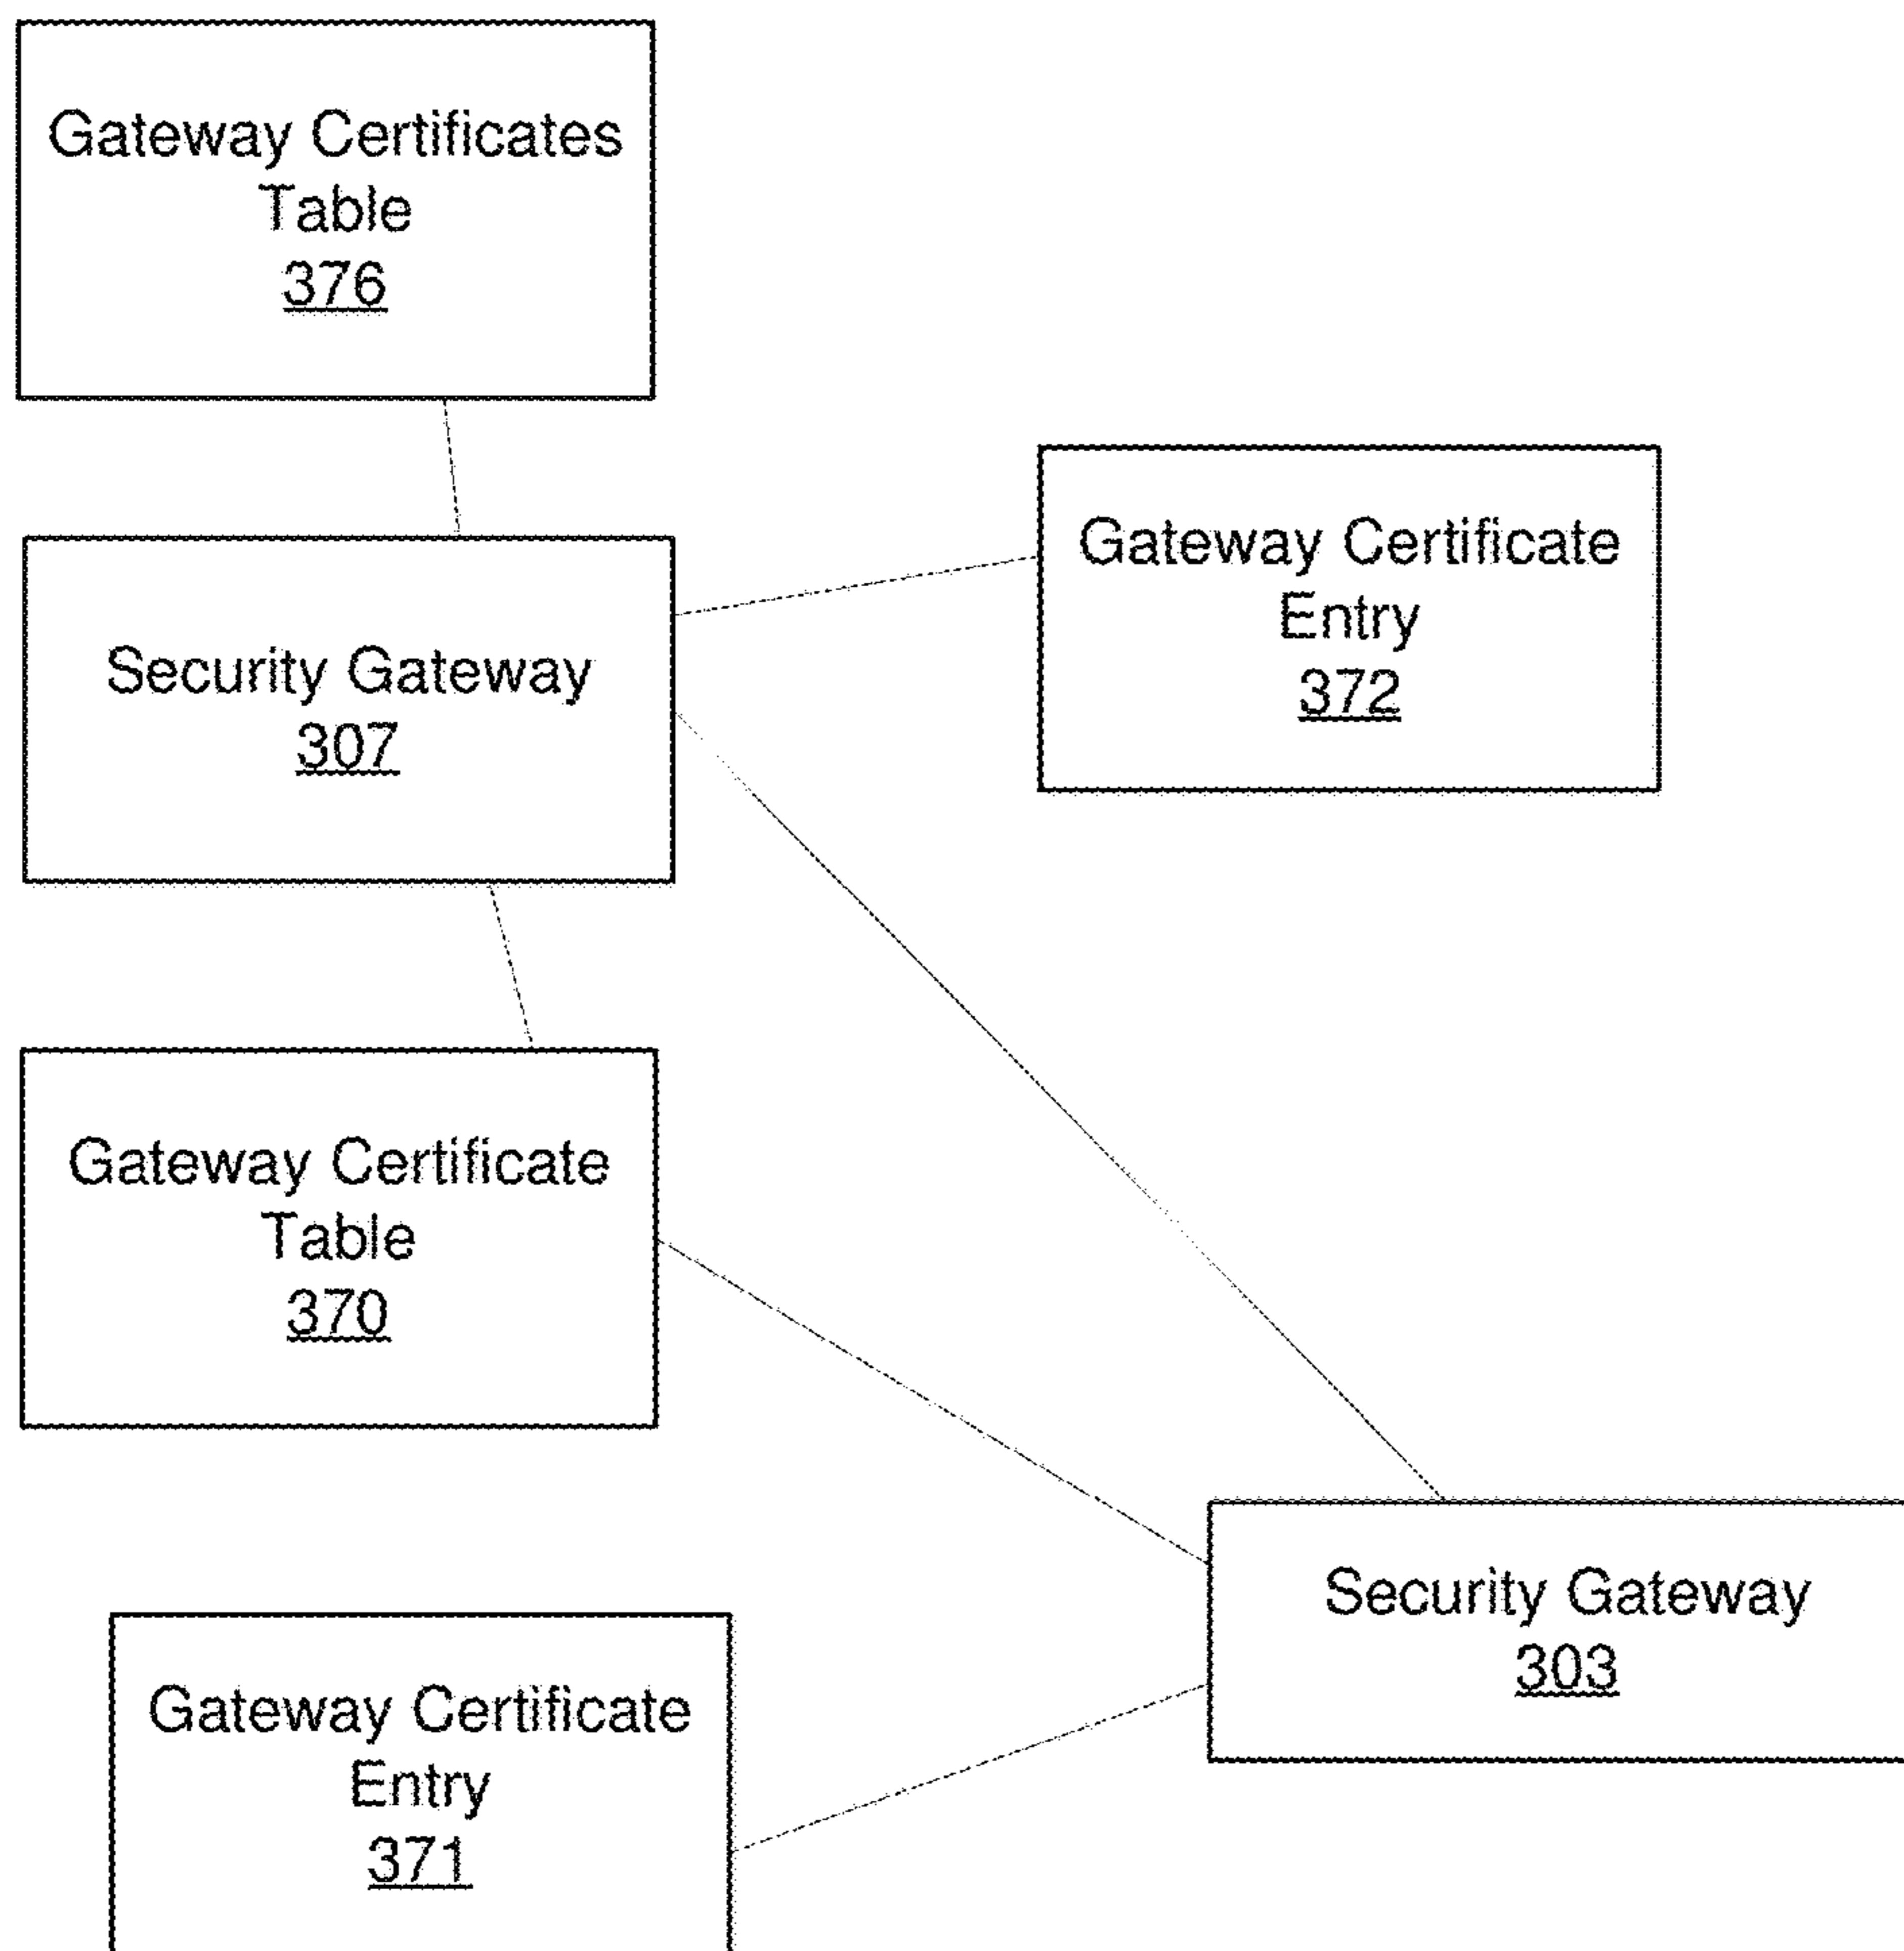 Gateway Certificates
Table
376
Security Gateway
307
Gateway Certificate
Entry
372
Gateway Certificate
Table
370
Security Gateway
303
Gateway Certificate
Entry
371